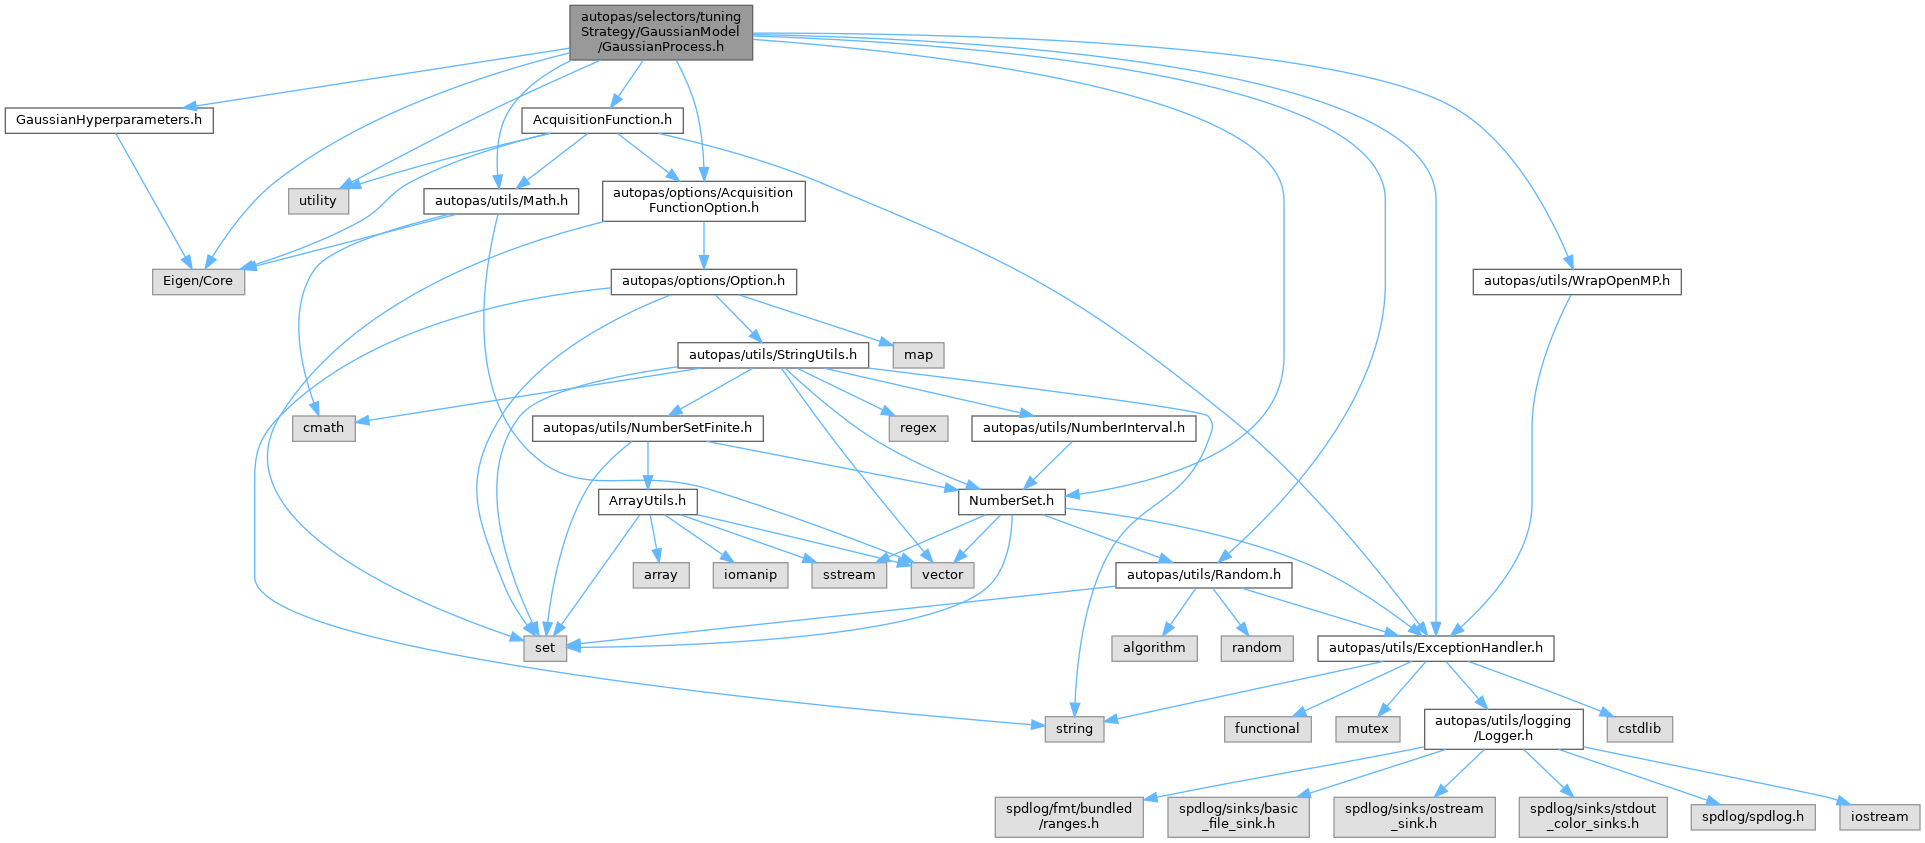 autopas/selectors/tuning
Strategy/GaussianModel
/GaussianProcess.h
GaussianHyperparameters.h
AcquisitionFunction.h
utility
autopas/utils/Math.h
autopas/options/Acquisition
FunctionOption.h
Eigen/Core
autopas/options/Option.h
autopas/utils/WrapOpenMP.h
autopas/utils/StringUtils.h
map
cmath
autopas/utils/NumberSetFinite.h
regex
autopas/utils/NumberInterval.h
ArrayUtils.h
NumberSet.h
array
iomanip
sstream
vector
autopas/utils/Random.h
set
algorithm
random
autopas/utils/ExceptionHandler.h
string
functional
mutex
autopas/utils/logging
/Logger.h
cstdlib
spdlog/fmt/bundled
/ranges.h
spdlog/sinks/basic
_file_sink.h
spdlog/sinks/ostream
_sink.h
spdlog/sinks/stdout
_color_sinks.h
spdlog/spdlog.h
iostream